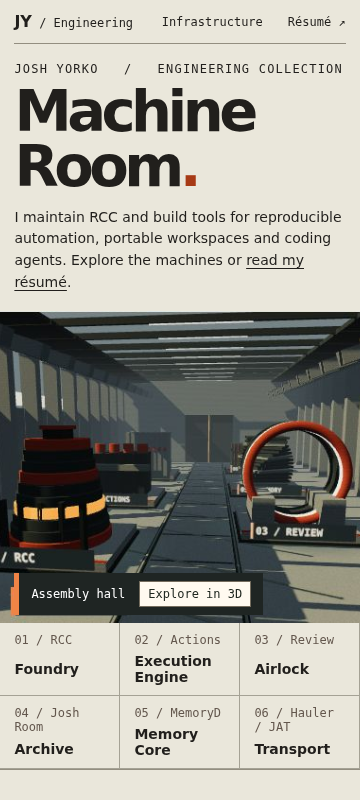 JY / Engineering Infrastructure Résumé ↗
JOSH YORKO / ENGINEERING COLLECTION
Machine
Room.
I maintain RCC and build tools for reproducible
automation, portable workspaces and coding
agents. Explore the machines or read my
résumé.
CTIONS
03 / REVIEW
/ RCC
Assembly hall Explore in 3D
01 / RCC
Foundry
02 / Actions
Execution
Engine
03 / Review
Airlock
04 / Josh
Room
Archive
05 / MemoryD
Memory
Core
06 / Hauler
/ JAT
Transport